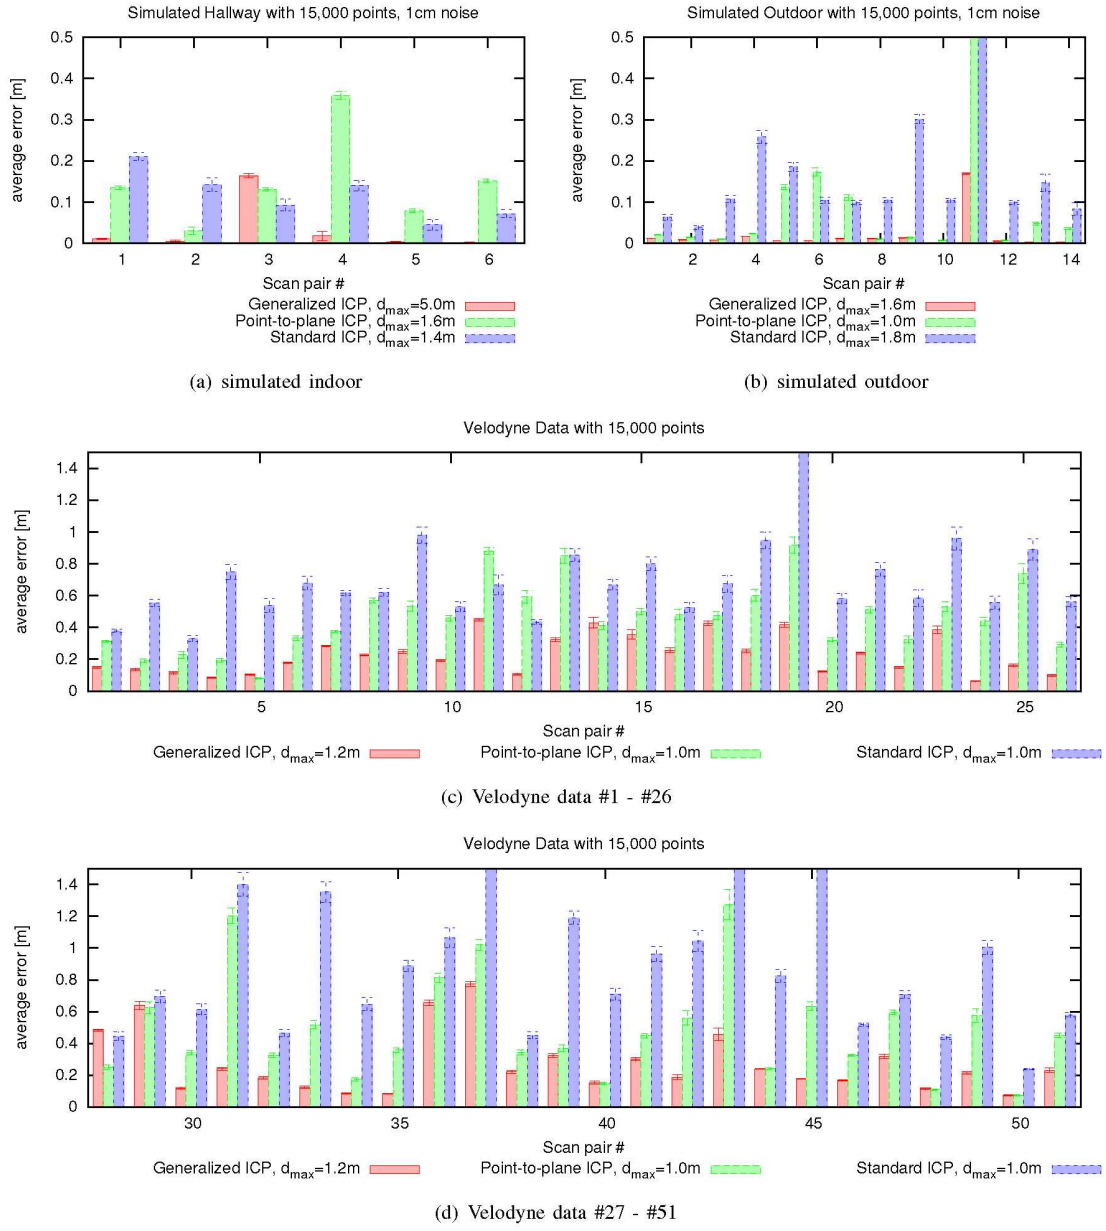 Simulated Hallway with 15,000 points, 1cm noise
0.5
0.4
0.3
0.2
0.1
0
average error [m]
1 2 3 4 5 6
Scan pair #
Generalized ICP, dmax=5.0m
Point-to-plane ICP, dmax=1.6m
Standard ICP, dmax=1.4m
(a) simulated indoor
Simulated Outdoor with 15,000 points, 1cm noise
0.5
0.4
0.3
0.2
0.1
0
average error [m]
2 4 6 8 10 12 14
Scan pair #
Generalized ICP, dmax=1.6m
Point-to-plane ICP, dmax=1.0m
Standard ICP, dmax=1.8m
(b) simulated outdoor
Velodyne Data with 15,000 points
1.4
1.2
1
0.8
0.6
0.4
0.2
0
average error [m]
5 10 15 20 25
Scan pair #
Generalized ICP, dmax=1.2m Point-to-plane ICP, dmax=1.0m Standard ICP, dmax=1.0m
(c) Velodyne data #1 - #26
Velodyne Data with 15,000 points
1.4
1.2
1
0.8
0.6
0.4
0.2
0
average error [m]
30 35 40 45 50
Scan pair #
Generalized ICP, dmax=1.2m Point-to-plane ICP, dmax=1.0m Standard ICP, dmax=1.0m
(d) Velodyne data #27 - #51